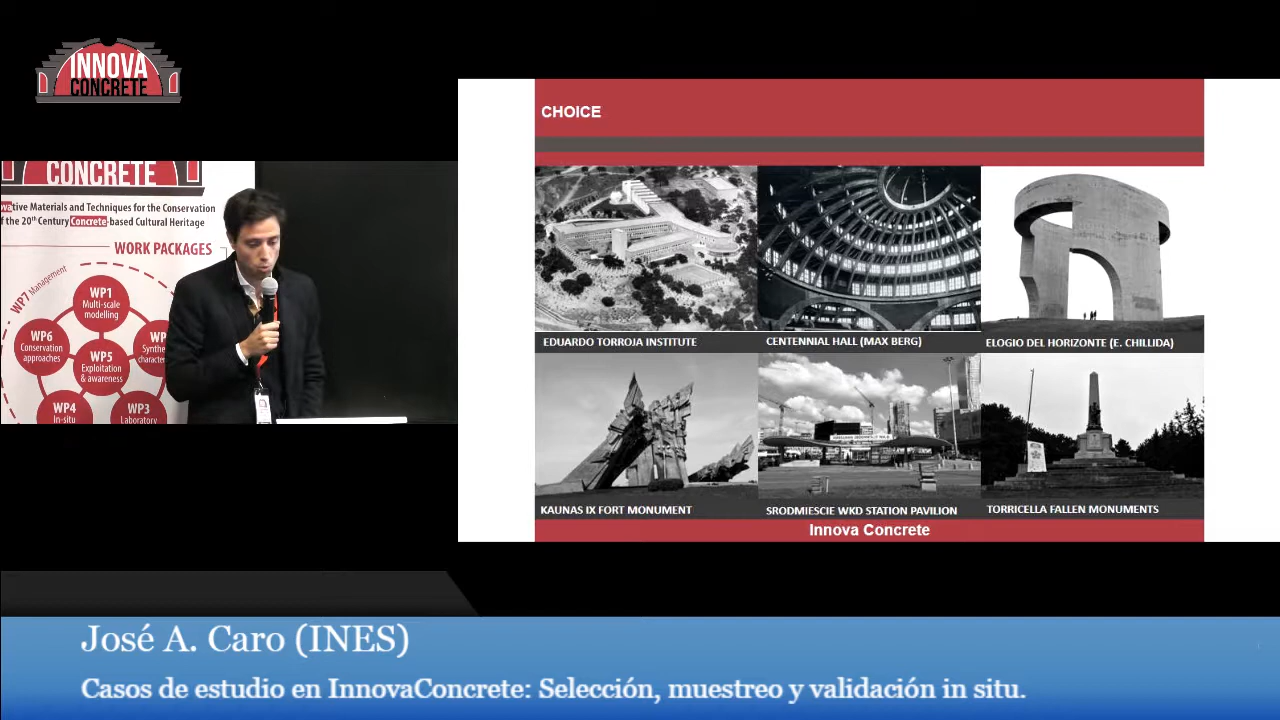 INNOVA
CONCRETE
CONCRETE
vative Materials and Techniques for the Conservation
f the 20th Century Concrete-based Cultural Heritage
WORK PACKAGES
WP7 Management
WP1
Multi-scale
modelling
WP6
Conservation
approaches
WP5
Exploitation
& awareness
WP4
In-situ
WP3
Laboratory
CHOICE
EDUARDO TORROJA INSTITUTE
CENTENNIAL HALL (MAX BERG)
ELOGIO DEL HORIZONTE (E. CHILLIDA)
KAUNAS IX FORT MONUMENT
SRODMIESCIE WKD STATION PAVILION
TORRICELLA FALLEN MONUMENTS
Innova Concrete
José A. Caro (INES)
Casos de estudio en InnovaConcrete: Selección, muestreo y validación in situ.